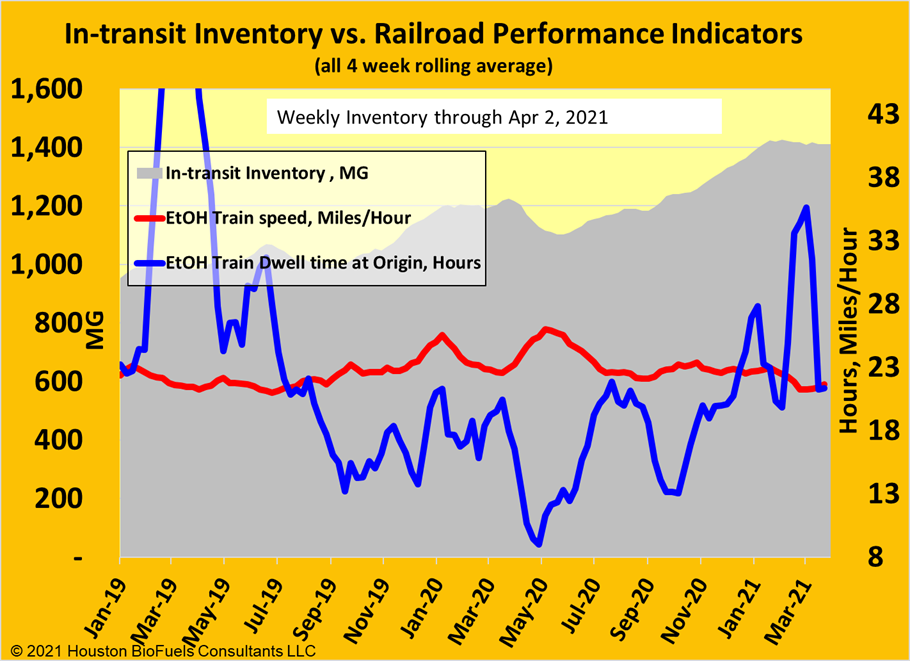 In-transit Inventory vs. Railroad Performance Indicators
(all 4 week rolling average)
Weekly Inventory through Apr 2, 2021
In-transit Inventory , MG
EtOH Train speed, Miles/Hour
EtOH Train Dwell time at Origin, Hours
1,600
1,400
1,200
1,000
800
600
400
200
-
MG
43
38
33
28
23
18
13
8
Hours, Miles/Hour
Jan-19
Mar-19
May-19
Jul-19
Sep-19
Nov-19
Jan-20
Mar-20
May-20
Jul-20
Sep-20
Nov-20
Jan-21
Mar-21
© 2021 Houston BioFuels Consultants LLC